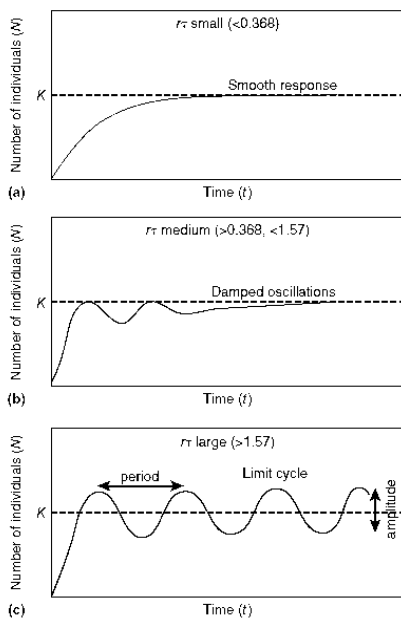 rτ small (<0.368)
Number of individuals (N)
K
Smooth response
(a)
Time (t)
rτ medium (>0.368, <1.57)
Number of individuals (N)
K
Damped oscillations
(b)
Time (t)
rτ large (>1.57)
Number of individuals (N)
period
Limit cycle
K
amplitude
(c)
Time (t)